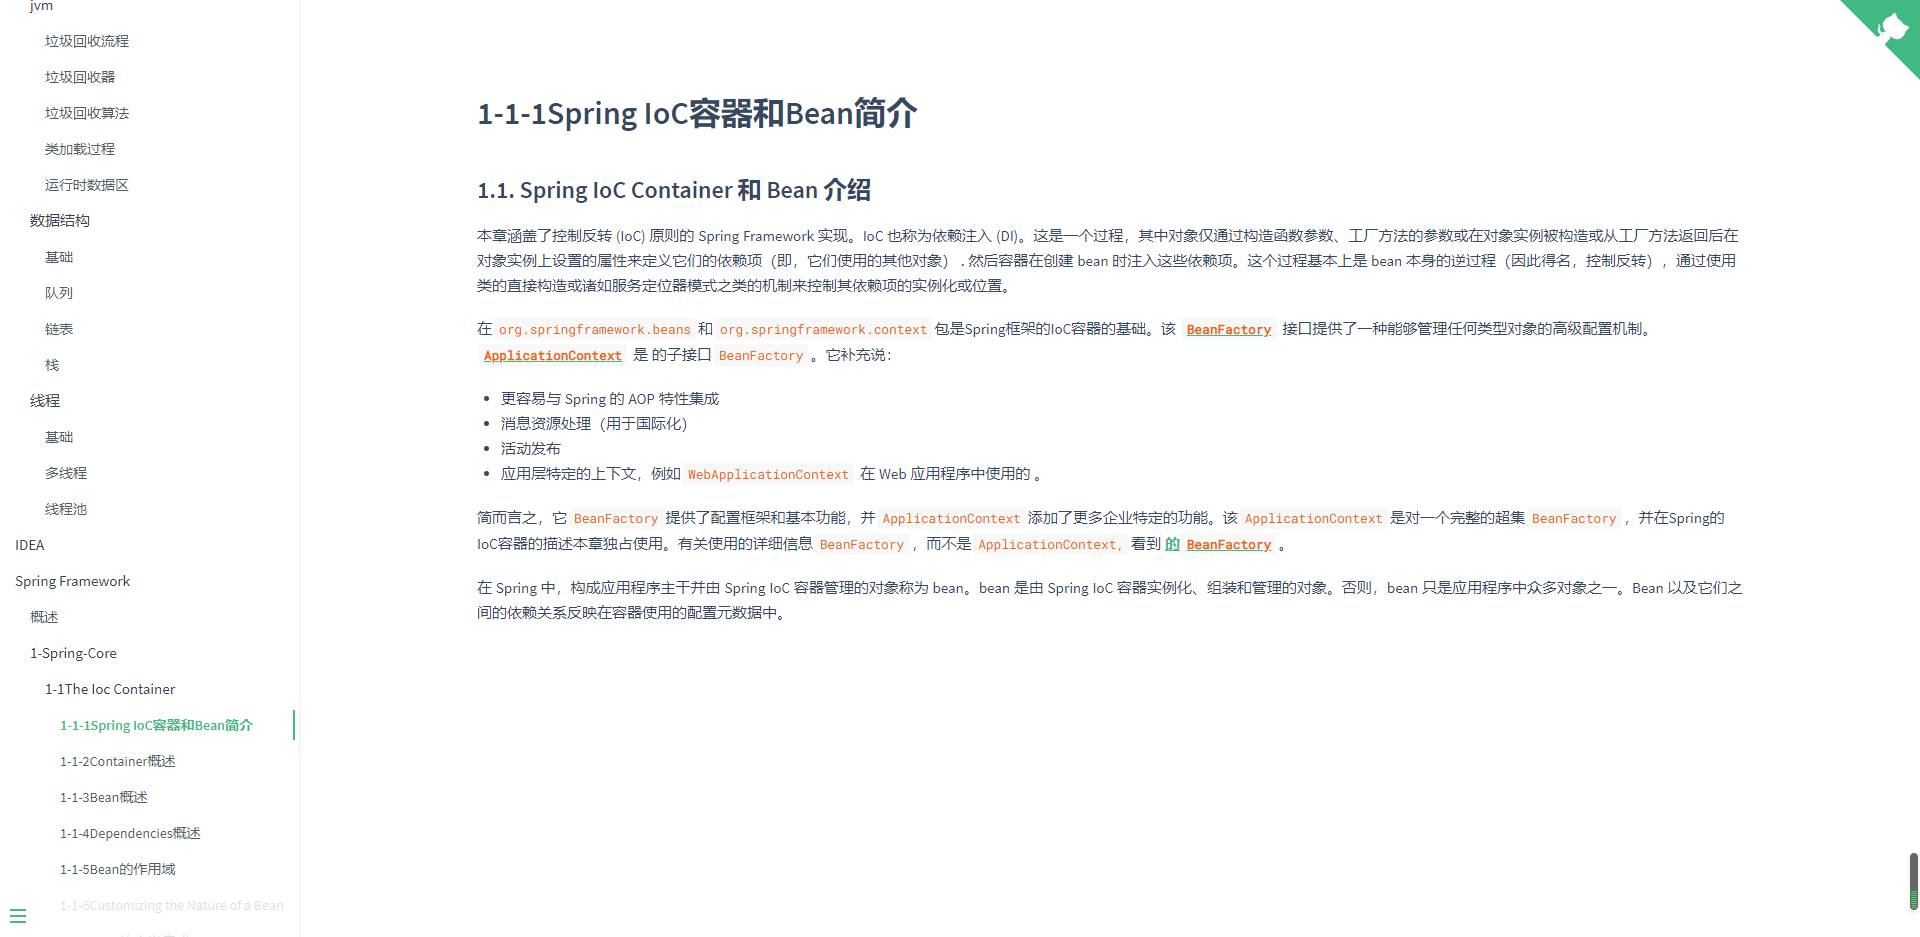 jvm
垃圾回收流程
垃圾回收器
垃圾回收算法
类加载过程
运行时数据区
数据结构
基础
队列
链表
栈
线程
基础
多线程
线程池
IDEA
Spring Framework
概述
1-Spring-Core
1-1The Ioc Container
1-1-1Spring IoC容器和Bean简介
1-1-2Container概述
1-1-3Bean概述
1-1-4Dependencies概述
1-1-5Bean的作用域
1-1-6Customizing the Nature of a Bean
1-1-1Spring IoC容器和Bean简介
1.1. Spring IoC Container 和 Bean 介绍
本章涵盖了控制反转 (IoC) 原则的 Spring Framework 实现。IoC 也称为依赖注入 (DI)。这是一个过程，其中对象仅通过构造函数参数、工厂方法的参数或在对象实例被构造或从工厂方法返回后在
对象实例上设置的属性来定义它们的依赖项（即，它们使用的其他对象）. 然后容器在创建 bean 时注入这些依赖项。这个过程基本上是 bean 本身的逆过程（因此得名，控制反转），通过使用
类的直接构造或诸如服务定位器模式之类的机制来控制其依赖项的实例化或位置。
在 org.springframework.beans 和 org.springframework.context 包是Spring框架的IoC容器的基础。该 BeanFactory 接口提供了一种能够管理任何类型对象的高级配置机制。
ApplicationContext 是 的子接口 BeanFactory 。它补充说：
• 更容易与 Spring 的 AOP 特性集成
• 消息资源处理（用于国际化）
• 活动发布
• 应用层特定的上下文，例如 WebApplicationContext 在 Web 应用程序中使用的 。
简而言之，它 BeanFactory 提供了配置框架和基本功能，并 ApplicationContext 添加了更多企业特定的功能。该 ApplicationContext 是对一个完整的超集 BeanFactory ，并在Spring的
IoC容器的描述本章独占使用。有关使用的详细信息 BeanFactory ，而不是 ApplicationContext, 看到 的 BeanFactory 。
在 Spring 中，构成应用程序主干并由 Spring IoC 容器管理的对象称为 bean。bean 是由 Spring IoC 容器实例化、组装和管理的对象。否则，bean 只是应用程序中众多对象之一。Bean 以及它们之
间的依赖关系反映在容器使用的配置元数据中。